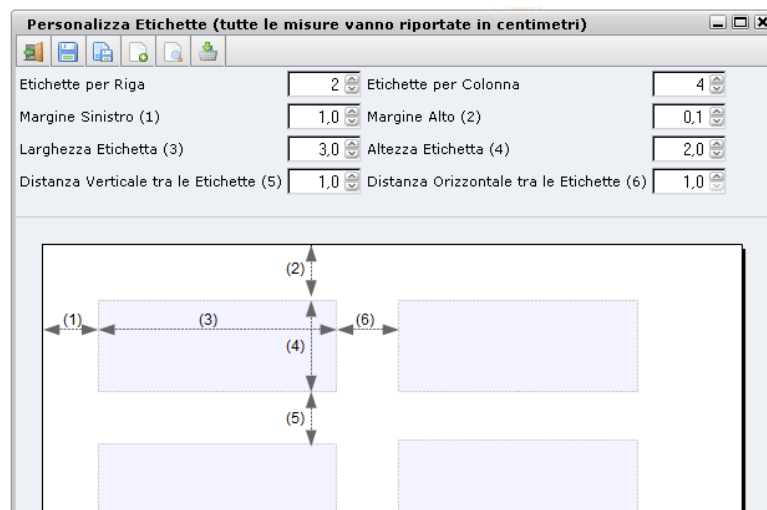 Personalizza Etichette (tutte le misure vanno riportate in centimetri)
Etichette per Riga 2 Etichette per Colonna 4
Margine Sinistro (1) 1,0 Margine Alto (2) 0,1
Larghezza Etichetta (3) 3,0 Altezza Etichetta (4) 2,0
Distanza Verticale tra le Etichette (5) 1,0 Distanza Orizzontale tra le Etichette (6) 1,0
(2)
(1) (3) (6)
(4)
(5)